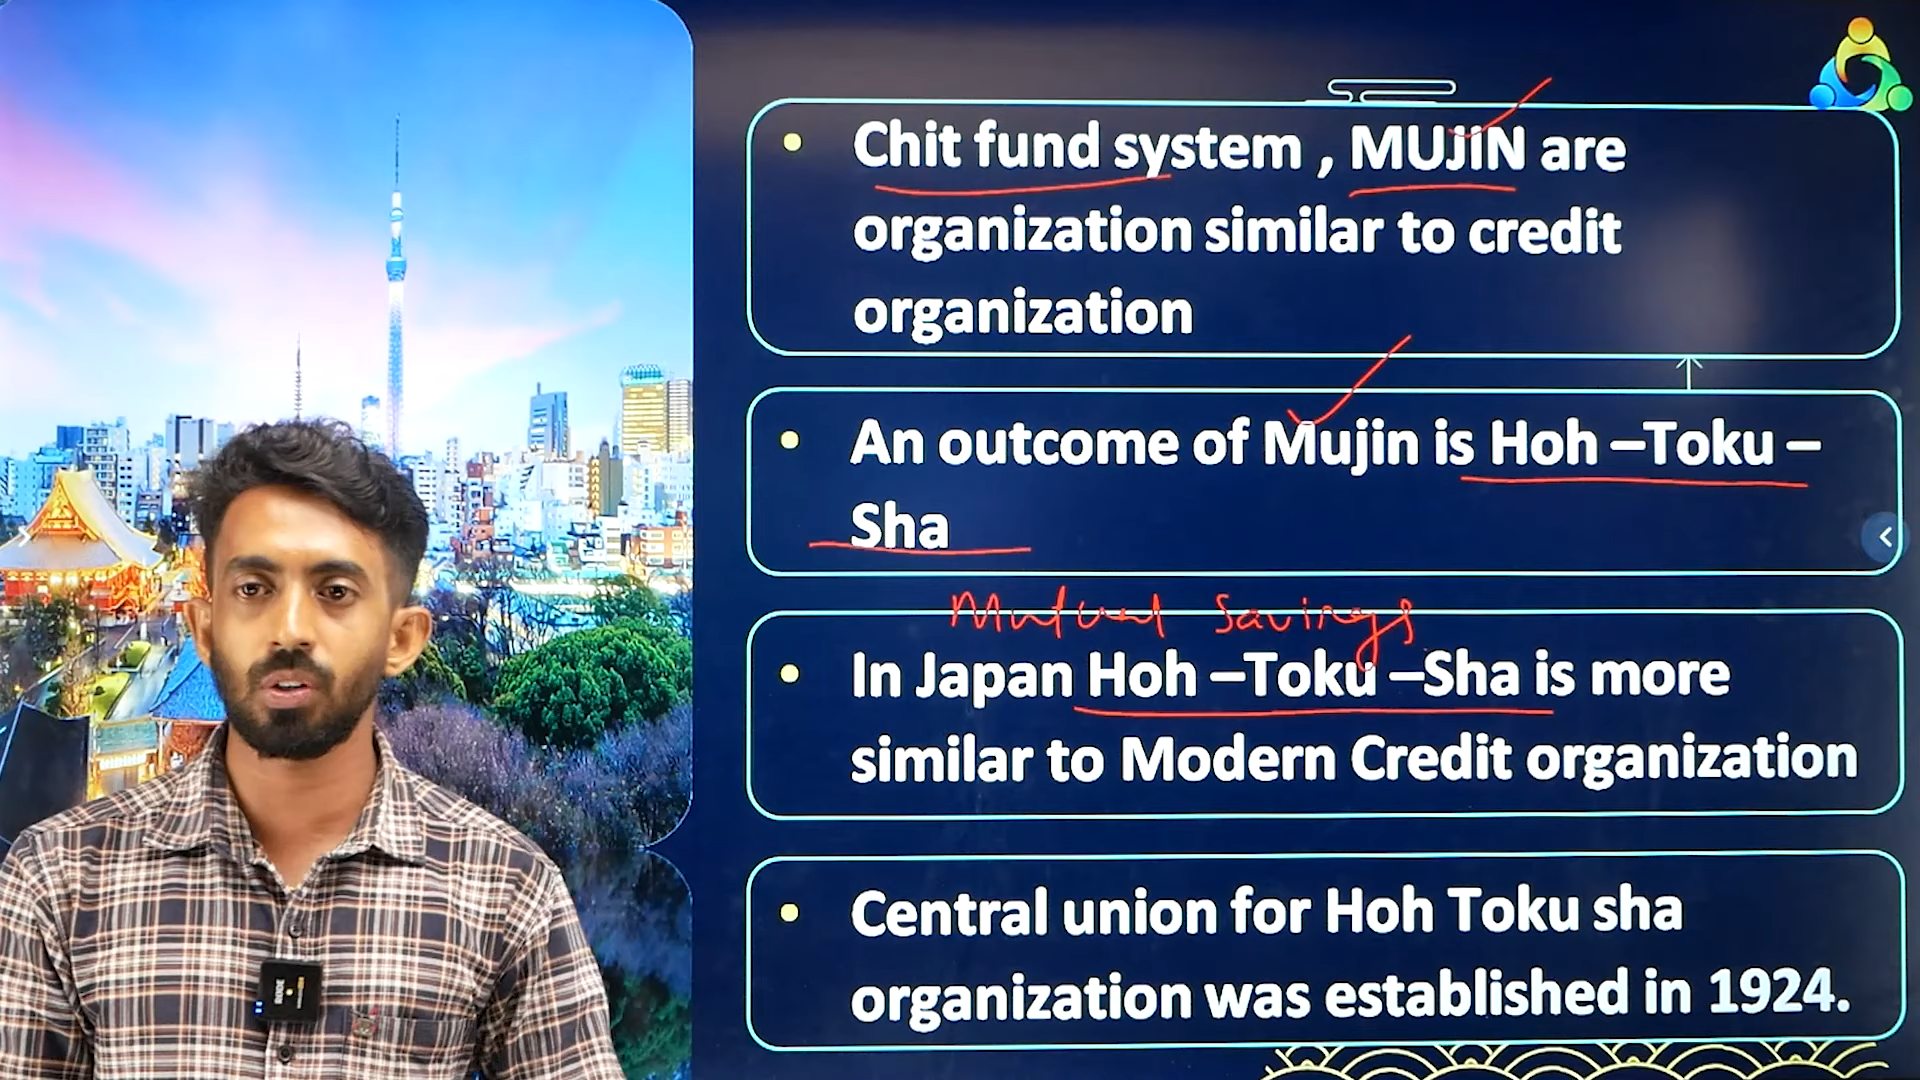 Chit fund system , MUJIN are
organization similar to credit
organization
An outcome of Mujin is Hoh –Toku –
Sha
Mutual Savings
In Japan Hoh –Toku –Sha is more
similar to Modern Credit organization
Central union for Hoh Toku sha
organization was established in 1924.
RODE